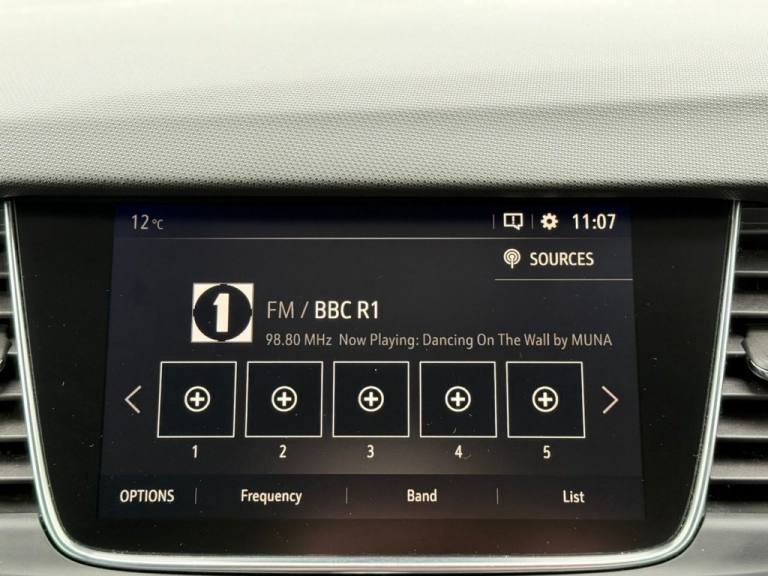 12 °C 11:07
SOURCES
1 FM / BBC R1
98.80 MHz Now Playing: Dancing On The Wall by MUNA
1 2 3 4 5
OPTIONS Frequency Band List